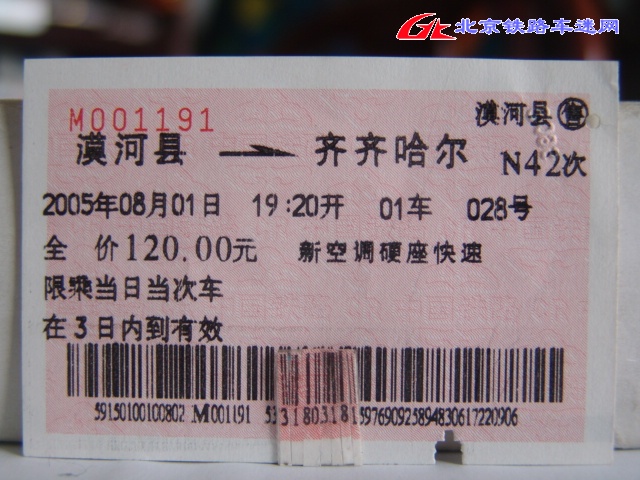 北京铁路车迷网
M001191
漠河县 售
漠河县 → 齐齐哈尔 N42次
2005年08月01日 19:20开 01车 028号
全 价120.00元 新空调硬座快速
限乘当日当次车
在3日内到有效
59150100100802 M001191